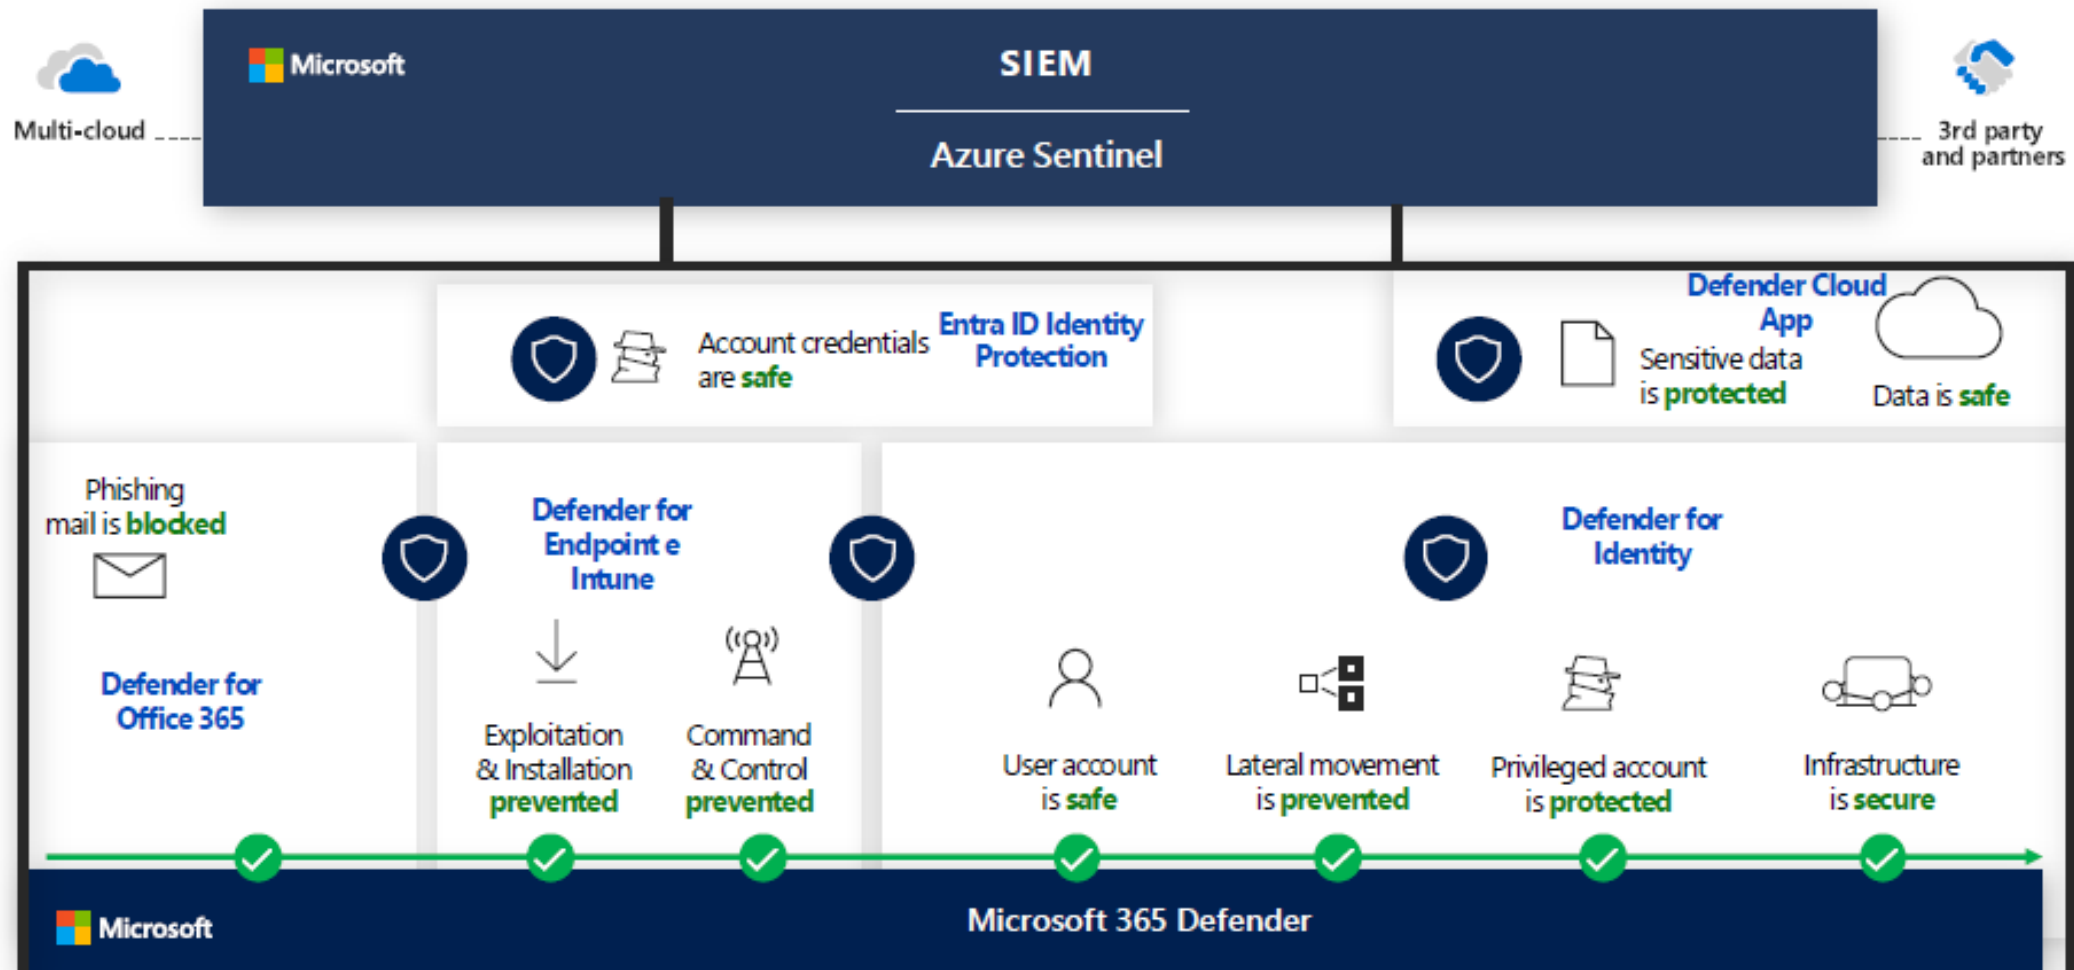 Microsoft
SIEM
Azure Sentinel
Multi-cloud
3rd party
and partners
Account credentials
are safe
Entra ID Identity
Protection
Defender Cloud
App
Sensitive data
is protected
Data is safe
Phishing
mail is blocked
Defender for
Office 365
Defender for
Endpoint e
Intune
Exploitation
& Installation
prevented
Command
& Control
prevented
Defender for
Identity
User account
is safe
Lateral movement
is prevented
Privileged account
is protected
Infrastructure
is secure
Microsoft
Microsoft 365 Defender